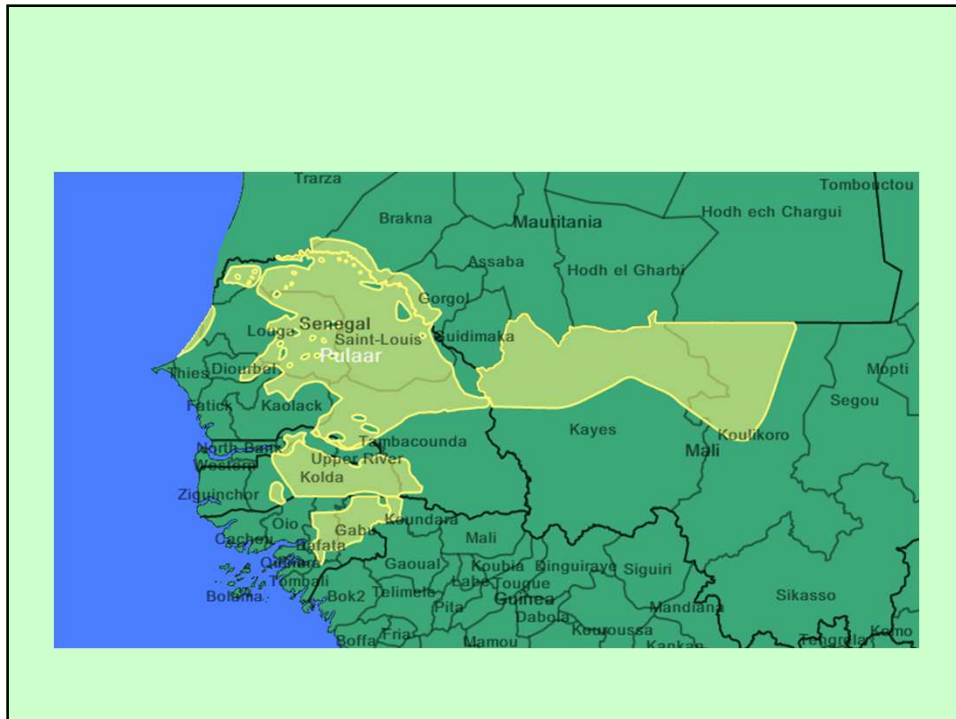 Trarza
Tombouctou
Hodh ech Chargui
Brakna
Mauritania
Assaba
Hodh el Gharbi
Gorgol
Senegal
Louga
Saint-Louis
Guidimaka
Pulaar
Thies
Diourbel
Mopti
Fatick
Kaolack
Segou
Kayes
Koulikoro
Tambacounda
Mali
North Bank
Upper River
Western
Kolda
Ziguinchor
Koundara
Oio
Gabu
Cacheu
Bafata
Mali
Gaoual
Koubia
Dinguiraye
Siguiri
Tombali
Labe
Tougue
Bolama
Bok2
Telimele
Guinea
Sikasso
Pita
Dabola
Mandiana
Fria
Kouroussa
Komo
Boffa
Mamou
Kankan
Tengrela